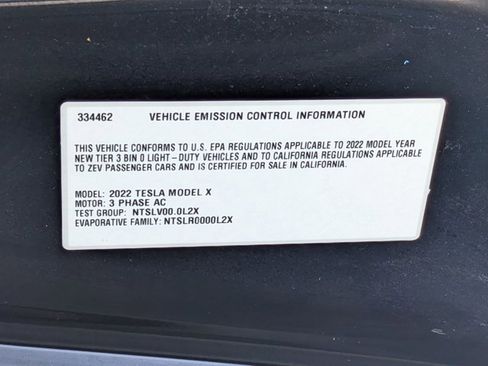 334462 VEHICLE EMISSION CONTROL INFORMATION
THIS VEHICLE CONFORMS TO U.S. EPA REGULATIONS APPLICABLE TO 2022 MODEL YEAR
NEW TIER 3 BIN 0 LIGHT – DUTY VEHICLES AND TO CALIFORNIA REGULATIONS APPLICABLE
TO ZEV PASSENGER CARS AND IS CERTIFIED FOR SALE IN CALIFORNIA.
MODEL: 2022 TESLA MODEL X
MOTOR: 3 PHASE AC
TEST GROUP: NTSLV00.0L2X
EVAPORATIVE FAMILY: NTSLR0000L2X